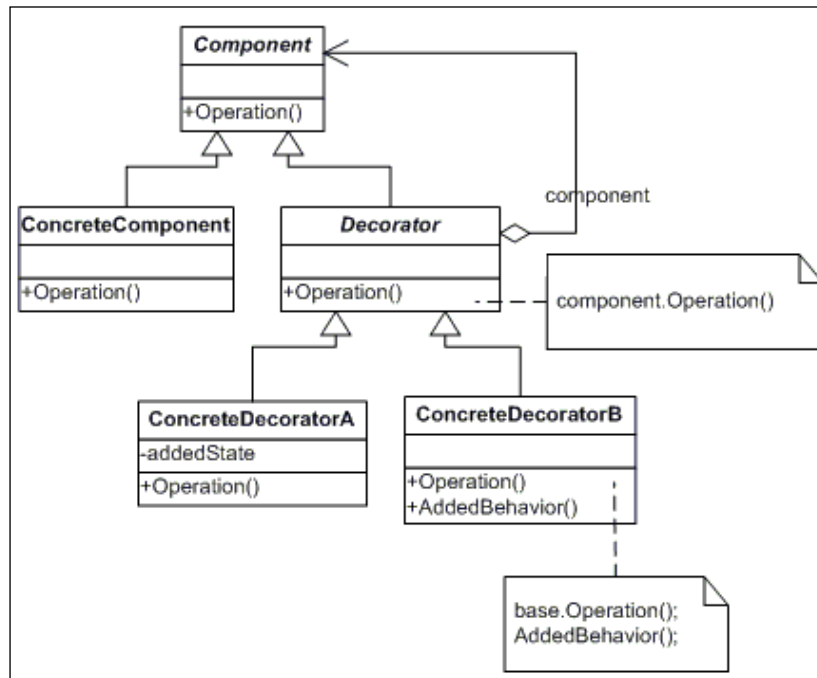 Component
+Operation()
component
ConcreteComponent
+Operation()
Decorator
+Operation()
component.Operation()
ConcreteDecoratorA
-addedState
+Operation()
ConcreteDecoratorB
+Operation()
+AddedBehavior()
base.Operation();
AddedBehavior();